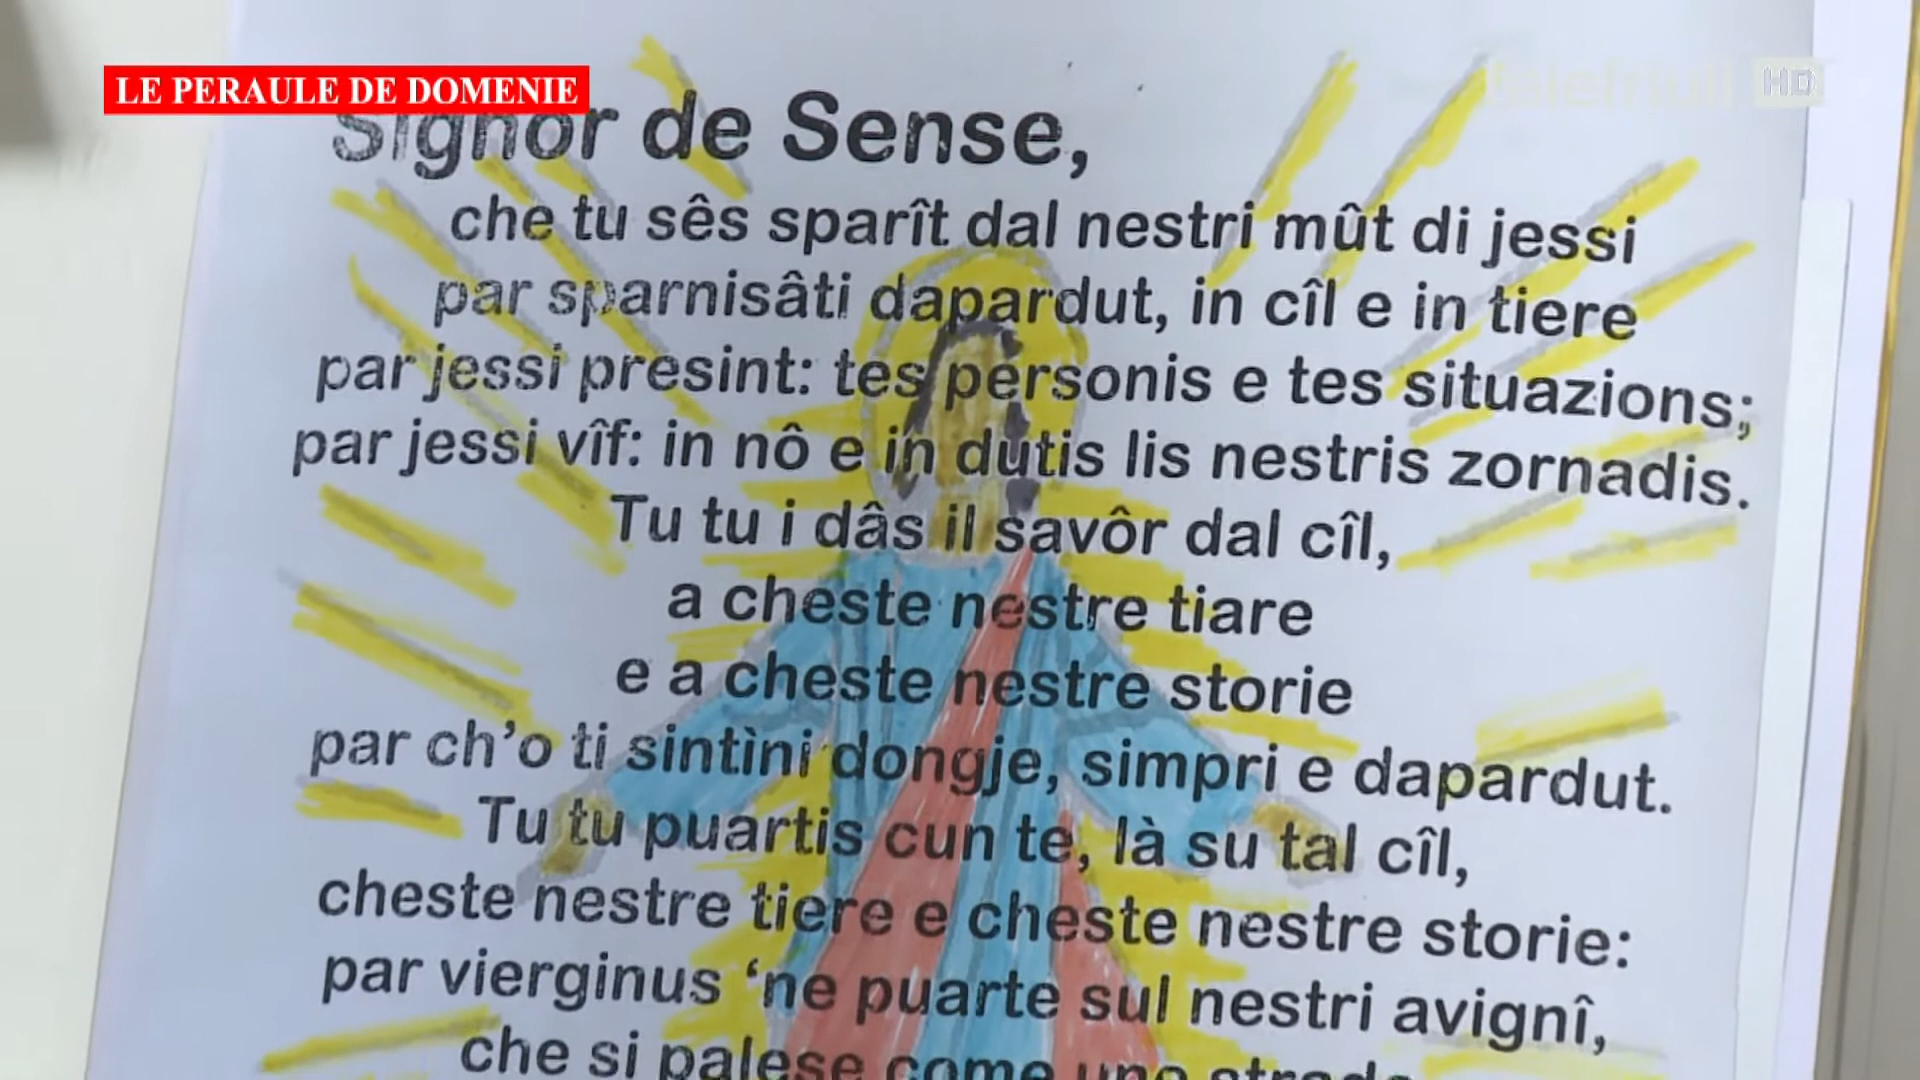 LE PERAULE DE DOMENIE
HD
Signor de Sense,
che tu sês sparît dal nestri mût di jessi
par sparnisâti dapardut, in cîl e in tiere
par jessi presint: tes personis e tes situazions;
par jessi vîf: in nô e in dutis lis nestris zornadis.
Tu tu i dâs il savôr dal cîl,
a cheste nestre tiare
e a cheste nestre storie
par ch’o ti sintìni dongje, simpri e dapardut.
Tu tu puartis cun te, là su tal cîl,
cheste nestre tiere e cheste nestre storie:
par vierginus ‘ne puarte sul nestri avignî,
che si palese come une strade